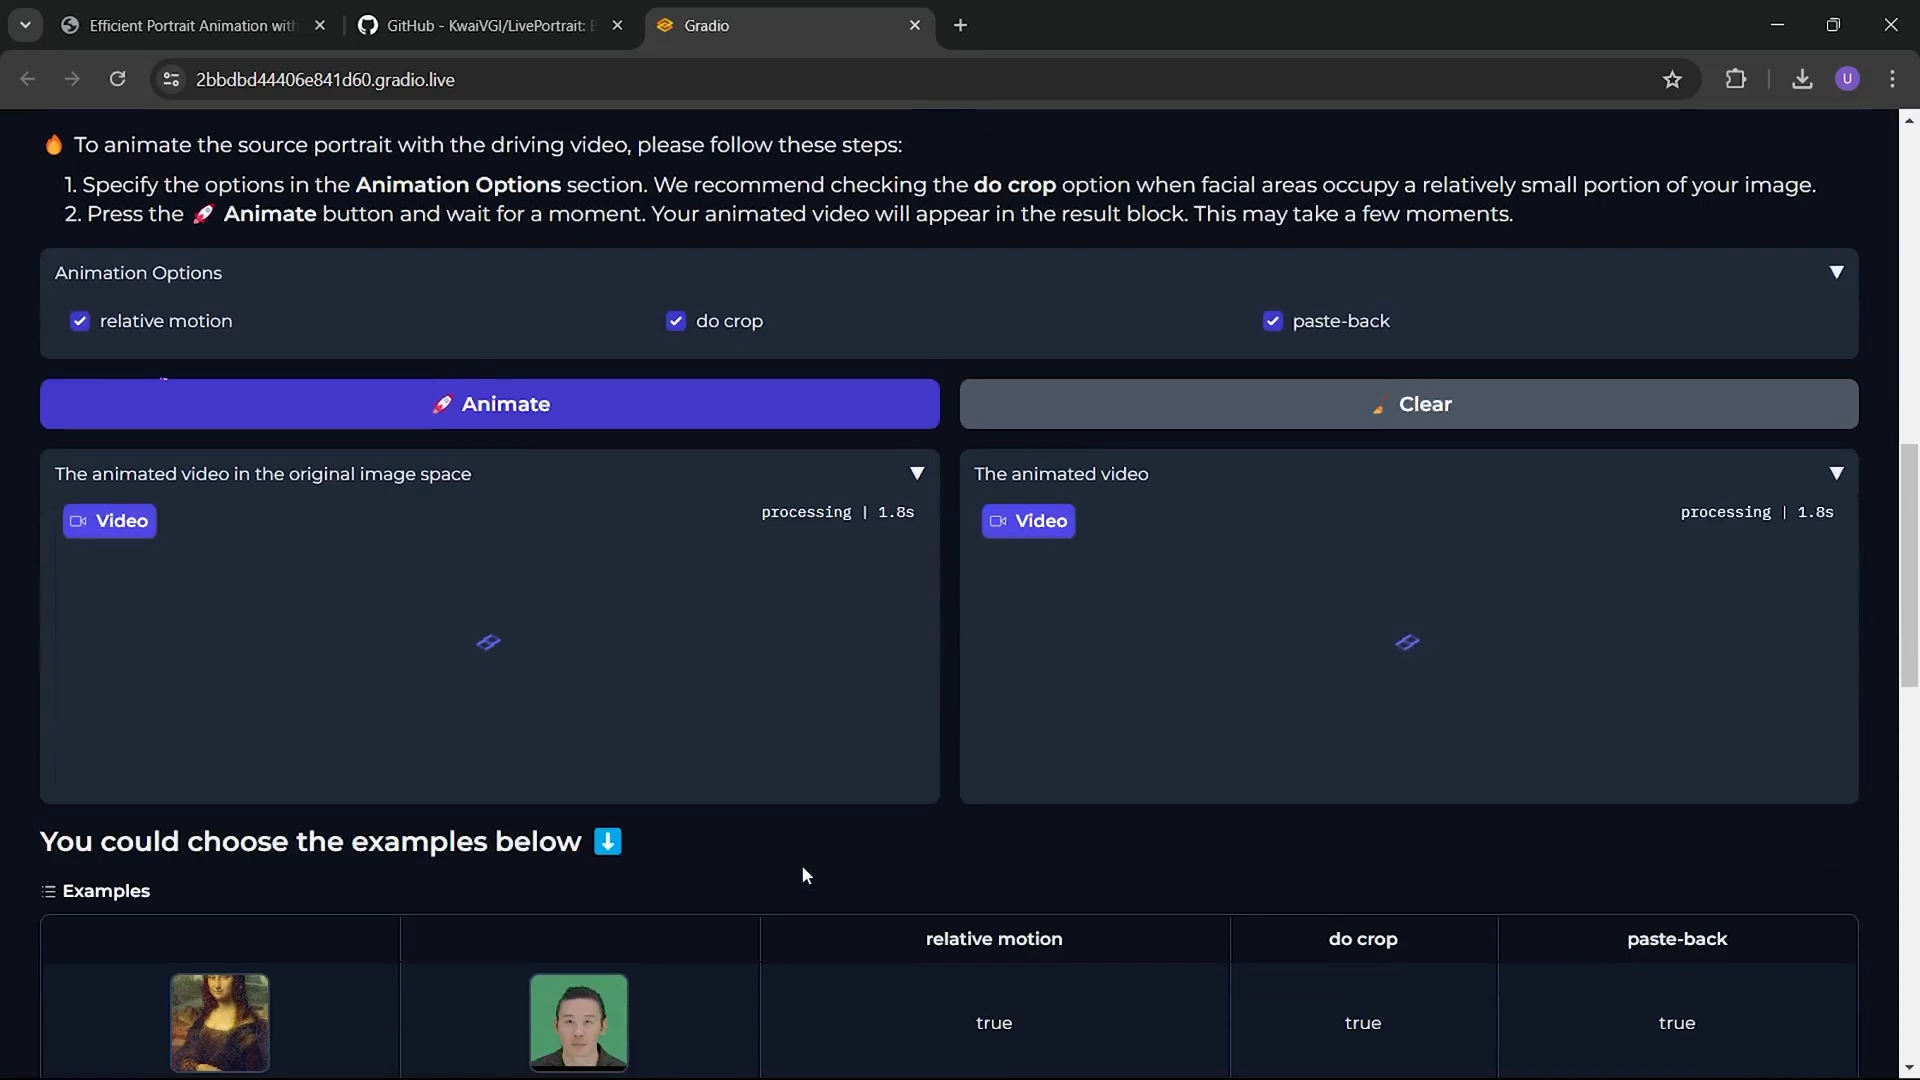 Efficient Portrait Animation with
GitHub - KwaiVGI/LivePortrait: E
Gradio
2bbdbd44406e841d60.gradio.live
U
🔥 To animate the source portrait with the driving video, please follow these steps:
1. Specify the options in the Animation Options section. We recommend checking the do crop option when facial areas occupy a relatively small portion of your image.
2. Press the 🚀 Animate button and wait for a moment. Your animated video will appear in the result block. This may take a few moments.
Animation Options
relative motion
do crop
paste-back
🚀 Animate
🧹 Clear
The animated video in the original image space
Video
processing | 1.8s
The animated video
Video
processing | 1.8s
You could choose the examples below ⬇️
Examples
relative motion
do crop
paste-back
true
true
true